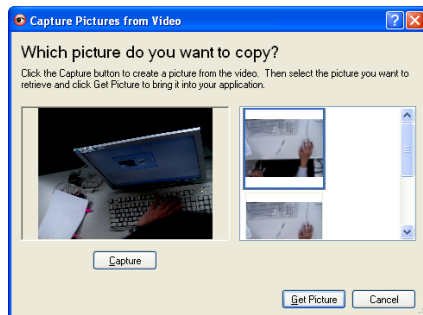 Capture Pictures from Video
Which picture do you want to copy?
Click the Capture button to create a picture from the video. Then select the picture you want to
retrieve and click Get Picture to bring it into your application.
Capture
Get Picture
Cancel